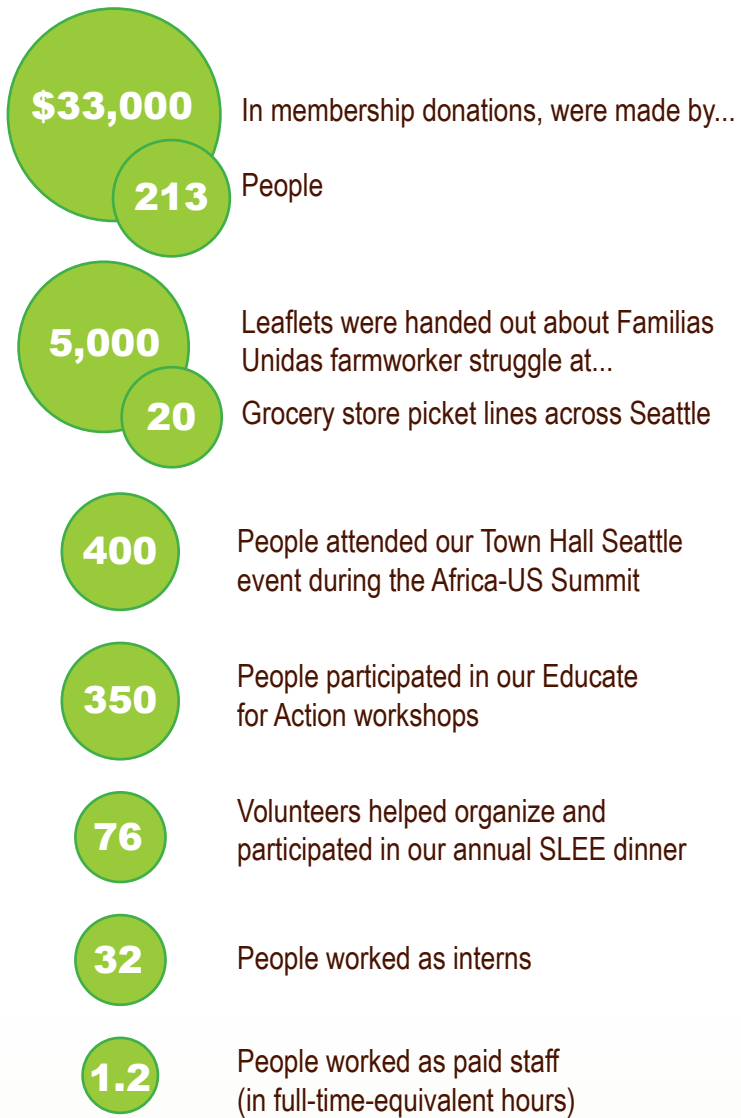 $33,000
In membership donations, were made by...
213
People
5,000
Leaflets were handed out about Familias
Unidas farmworker struggle at...
20
Grocery store picket lines across Seattle
400
People attended our Town Hall Seattle
event during the Africa-US Summit
350
People participated in our Educate
for Action workshops
76
Volunteers helped organize and
participated in our annual SLEE dinner
32
People worked as interns
1.2
People worked as paid staff
(in full-time-equivalent hours)